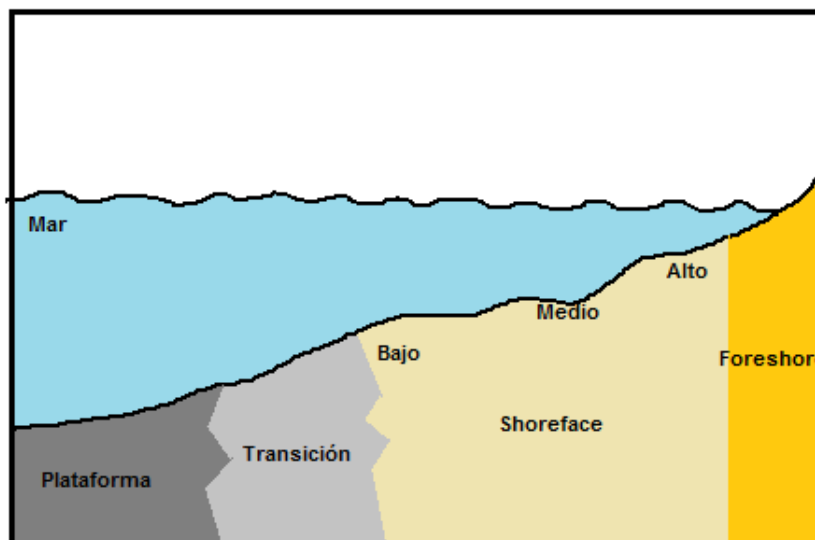 Mar
Alto
Medio
Bajo
Foreshor
Shoreface
Transición
Plataforma